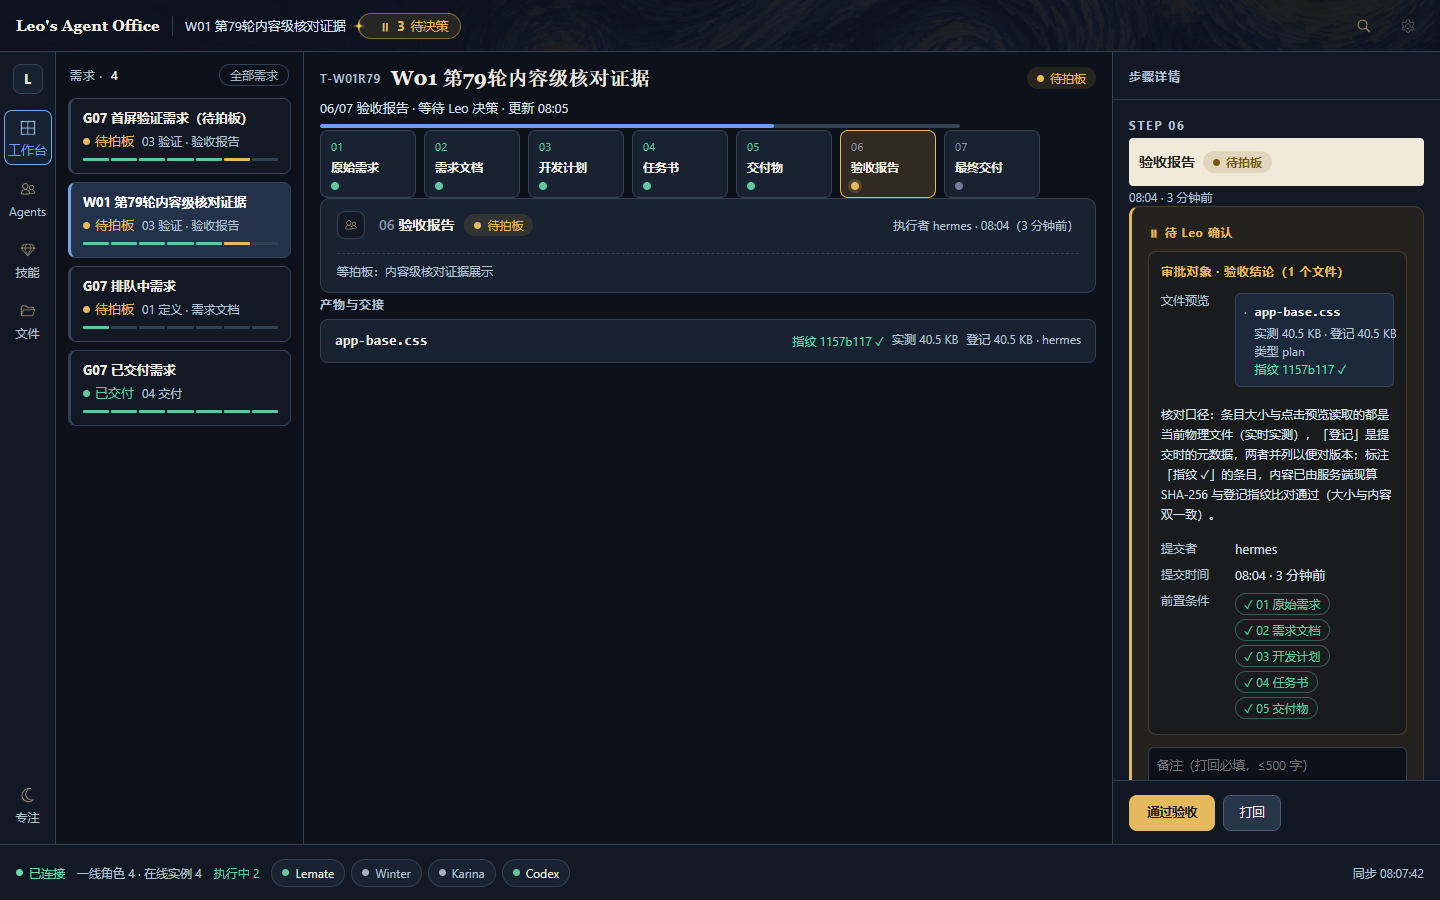 Leo's Agent Office
W01 第79轮内容级核对证据
3 待决策
L
工作台
Agents
技能
文件
专注
需求 · 4
全部需求
G07 首屏验证需求（待拍板）
待拍板 03 验证 · 验收报告
W01 第79轮内容级核对证据
待拍板 03 验证 · 验收报告
G07 排队中需求
待拍板 01 定义 · 需求文档
G07 已交付需求
已交付 04 交付
T-W01R79 W01 第79轮内容级核对证据
待拍板
06/07 验收报告 · 等待 Leo 决策 · 更新 08:05
01
原始需求
02
需求文档
03
开发计划
04
任务书
05
交付物
06
验收报告
07
最终交付
06 验收报告 待拍板
执行者 hermes · 08:04（3 分钟前）
等拍板：内容级核对证据展示
产物与交接
app-base.css
指纹 1157b117 ✓ 实测 40.5 KB 登记 40.5 KB · hermes
步骤详情
STEP 06
验收报告 待拍板
08:04 · 3 分钟前
待 Leo 确认
审批对象 · 验收结论（1 个文件）
文件预览
· app-base.css
实测 40.5 KB · 登记 40.5 KB
类型 plan
指纹 1157b117 ✓
核对口径：条目大小与点击预览读取的都是
当前物理文件（实时实测），「登记」是提
交时的元数据，两者并列以便对版本；标注
「指纹 ✓」的条目，内容已由服务端现算
SHA-256 与登记指纹比对通过（大小与内容
双一致）。
提交者 hermes
提交时间 08:04 · 3 分钟前
前置条件
✓ 01 原始需求
✓ 02 需求文档
✓ 03 开发计划
✓ 04 任务书
✓ 05 交付物
备注（打回必填，≤500 字）
通过验收
打回
已连接 一线角色 4 · 在线实例 4 执行中 2
Lemate
Winter
Karina
Codex
同步 08:07:42